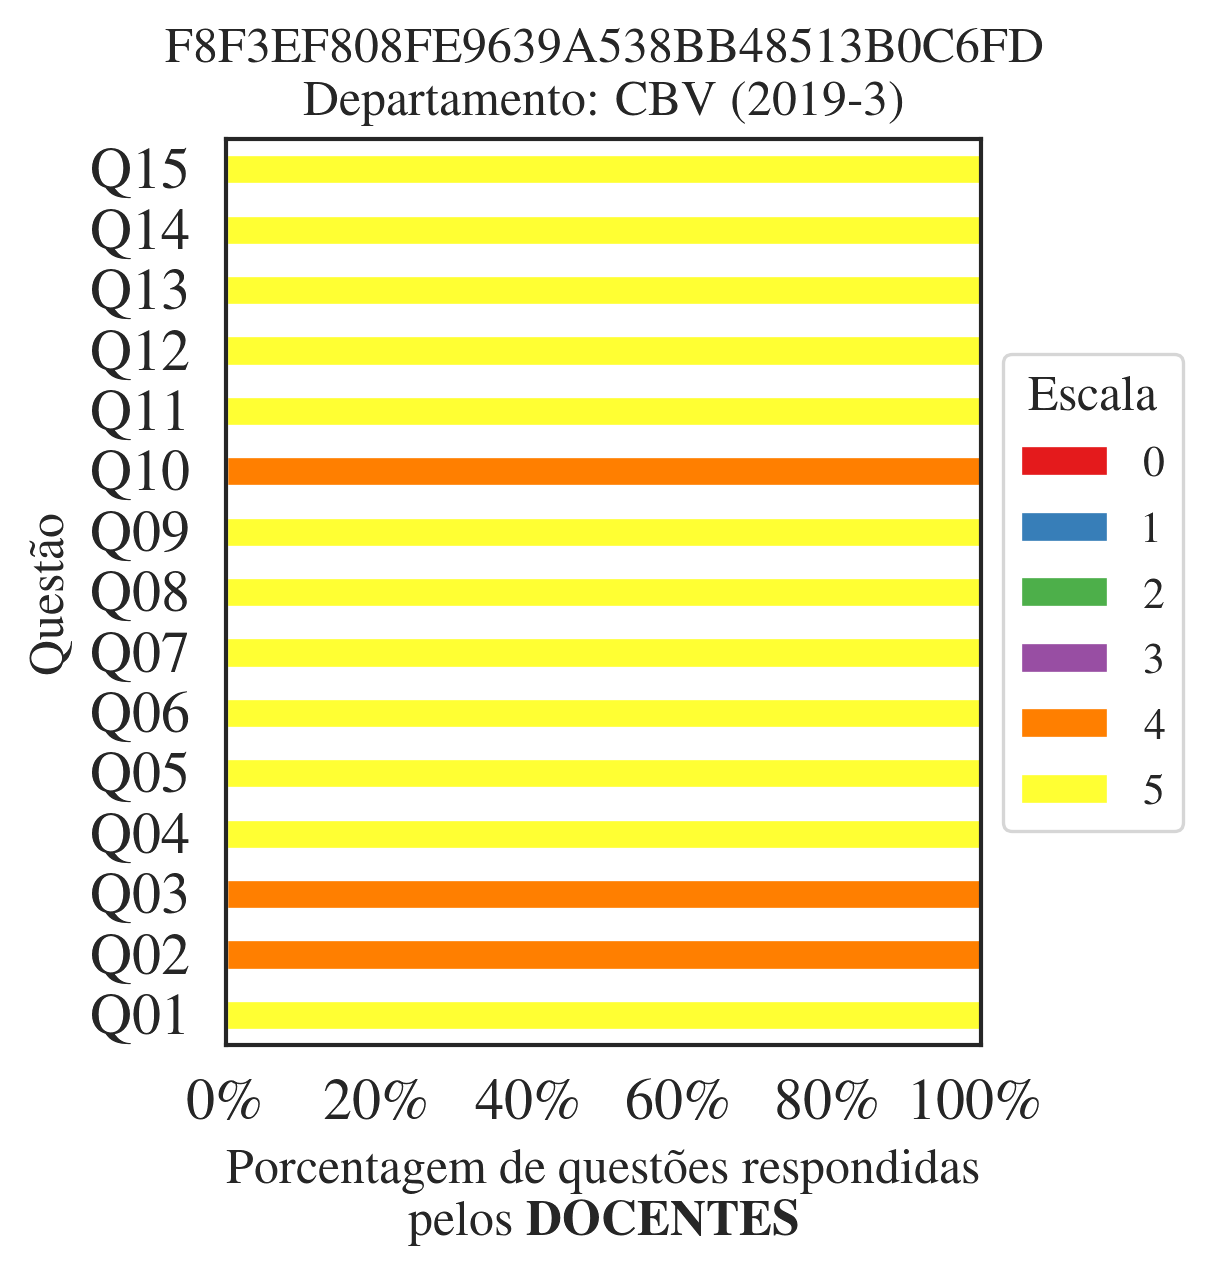 F8F3EF808FE9639A538BB48513B0C6FD
Departamento: CBV (2019-3)
Questão
Q15
Q14
Q13
Q12
Q11
Q10
Q09
Q08
Q07
Q06
Q05
Q04
Q03
Q02
Q01
0% 20% 40% 60% 80% 100%
Porcentagem de questões respondidas
pelos DOCENTES
Escala
0
1
2
3
4
5